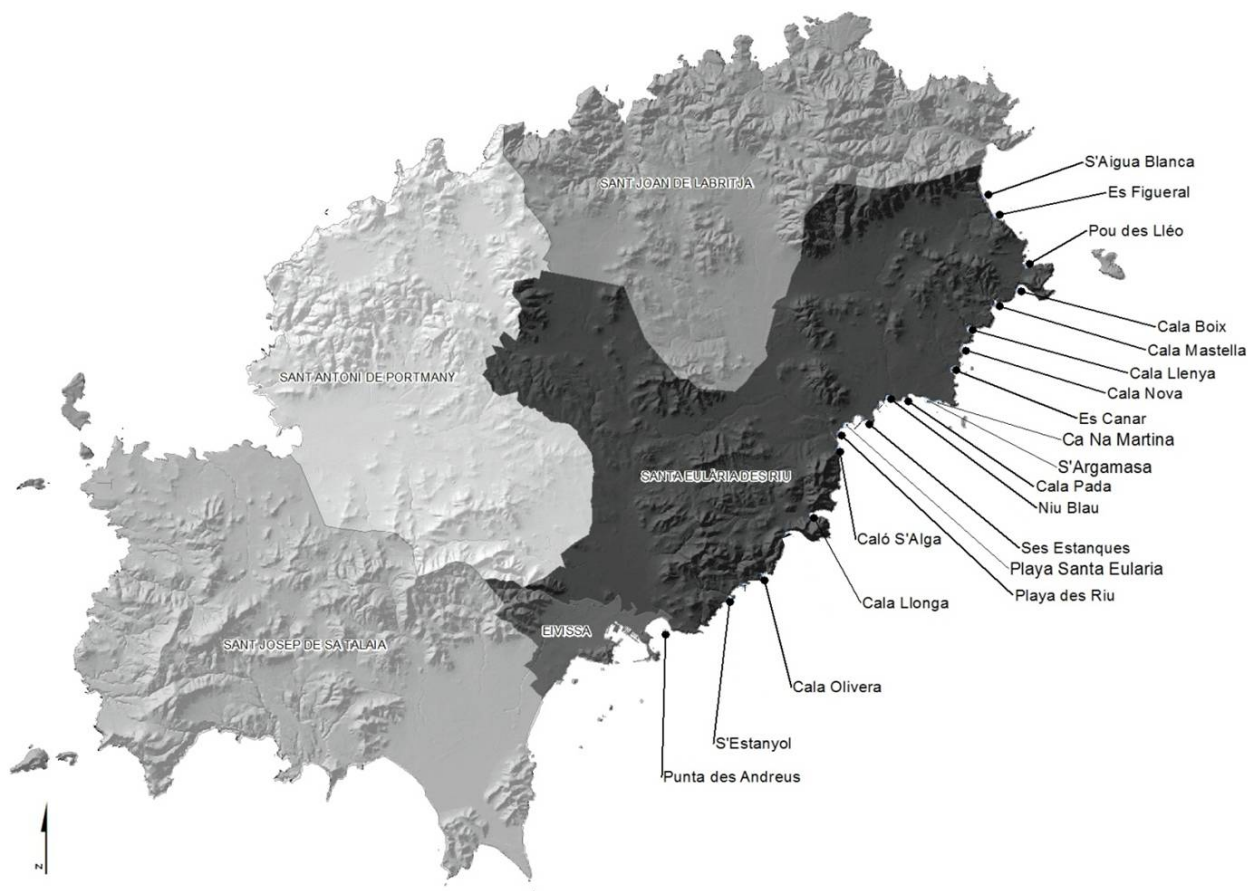 S'Aigua Blanca
SANT JOAN DE LABRITJA
Es Figueral
Pou des Lléo
Cala Boix
Cala Mastella
Cala Llenya
SANT ANTONI DE PORTMANY
Cala Nova
Es Canar
Ca Na Martina
S'Argamasa
SANTA EULÀRIA DES RIU
Cala Pada
Niu Blau
Caló S'Alga
Ses Estanques
Playa Santa Eularia
Playa des Riu
Cala Llonga
EIVISSA
SANT JOSEP DE SA TALAIA
Cala Olivera
S'Estanyol
Punta des Andreus
N